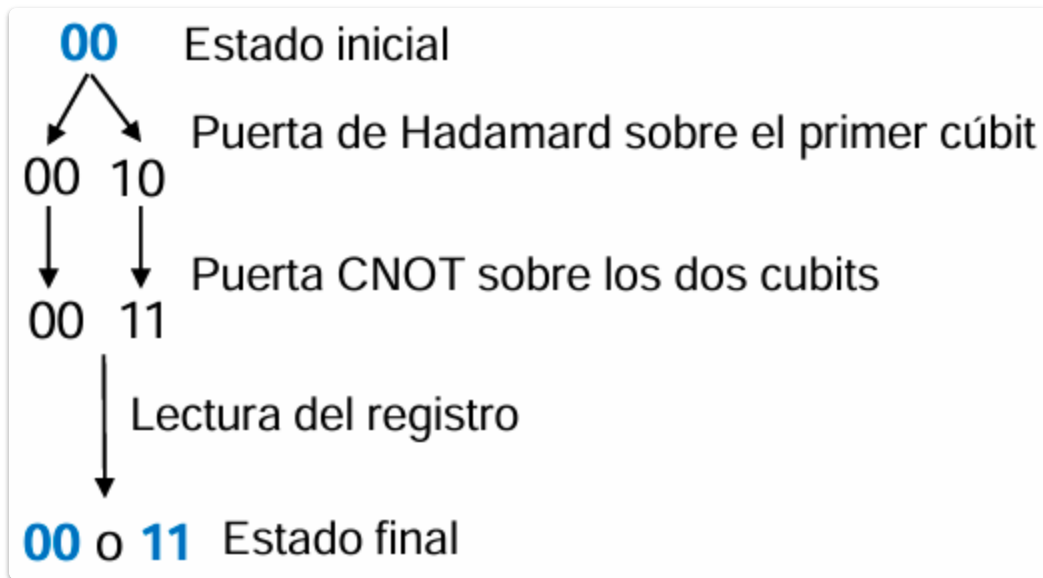 00 Estado inicial
Puerta de Hadamard sobre el primer cúbit
00 10
Puerta CNOT sobre los dos cubits
00 11
Lectura del registro
00 o 11 Estado final